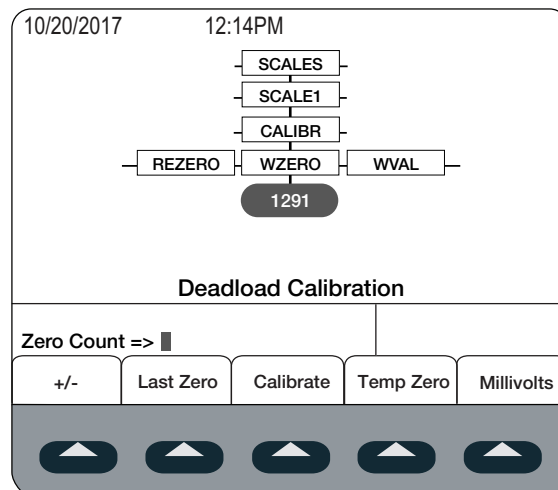 10/20/2017 12:14PM
SCALES
SCALE1
CALIBR
REZERO WZERO WVAL
1291
Deadload Calibration
Zero Count =>
+/- Last Zero Calibrate Temp Zero Millivolts